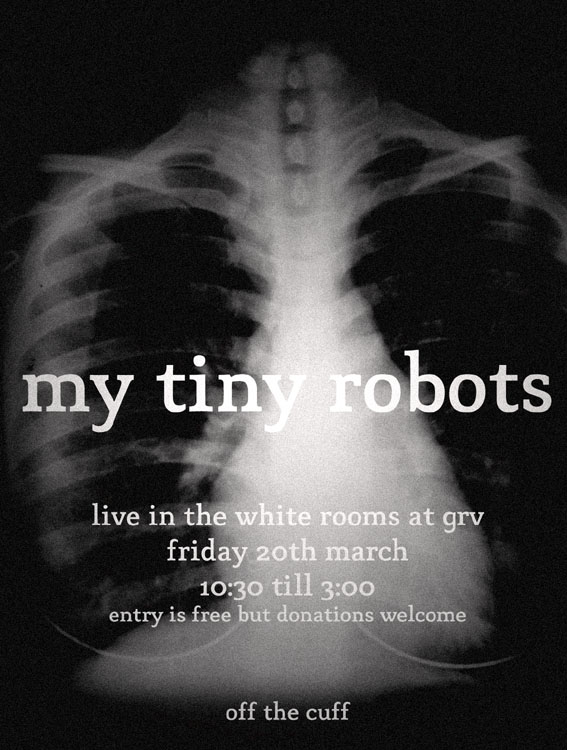 my tiny robots
live in the white rooms at grv
friday 20th march
10:30 till 3:00
entry is free but donations welcome
off the cuff